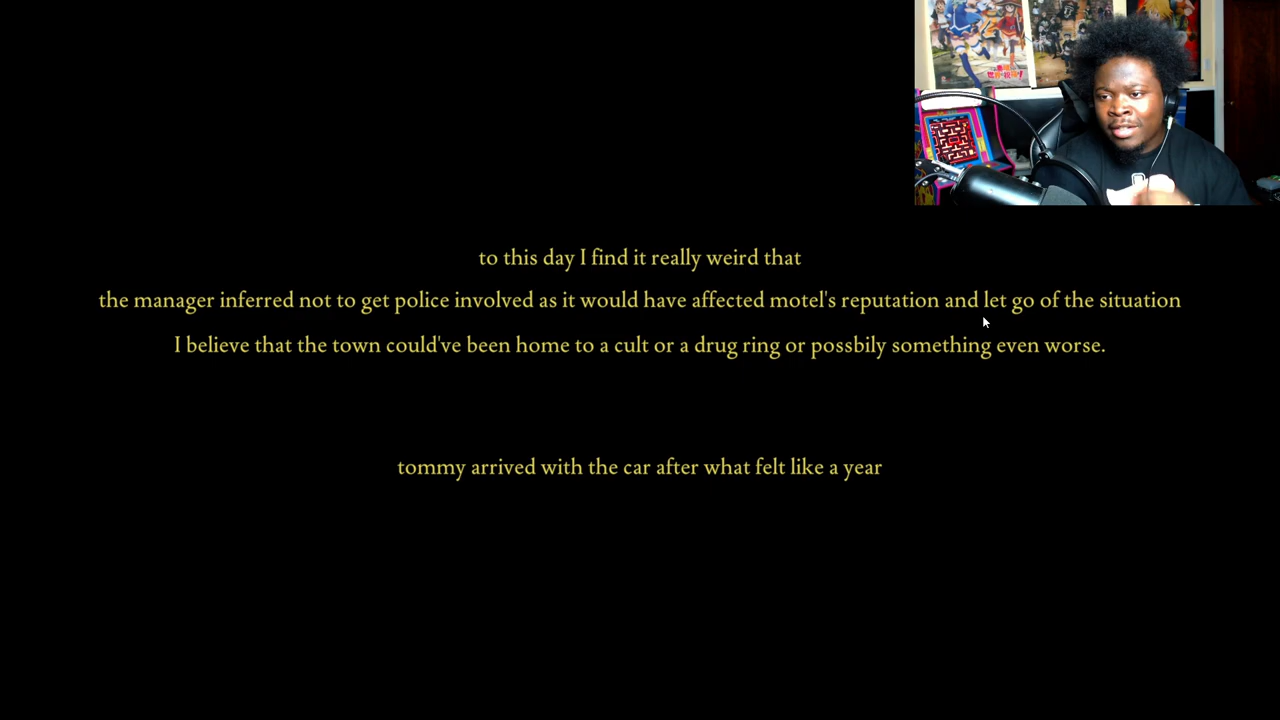 to this day I find it really weird that
the manager inferred not to get police involved as it would have affected motel's reputation and let go of the situation
I believe that the town could've been home to a cult or a drug ring or possbily something even worse.
tommy arrived with the car after what felt like a year